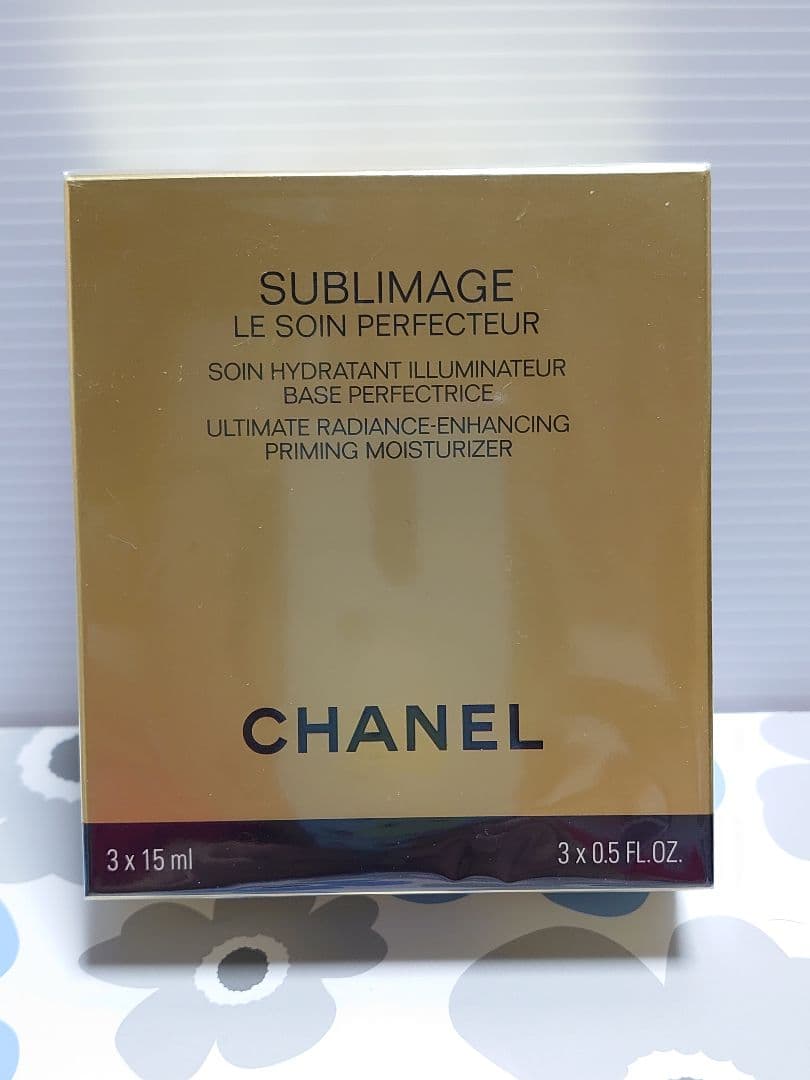 SUBLIMAGE
LE SOIN PERFECTEUR
SOIN HYDRATANT ILLUMINATEUR
BASE PERFECTRICE
ULTIMATE RADIANCE-ENHANCING
PRIMING MOISTURIZER
CHANEL
3 x 15 ml
3 x 0.5 FL.OZ.